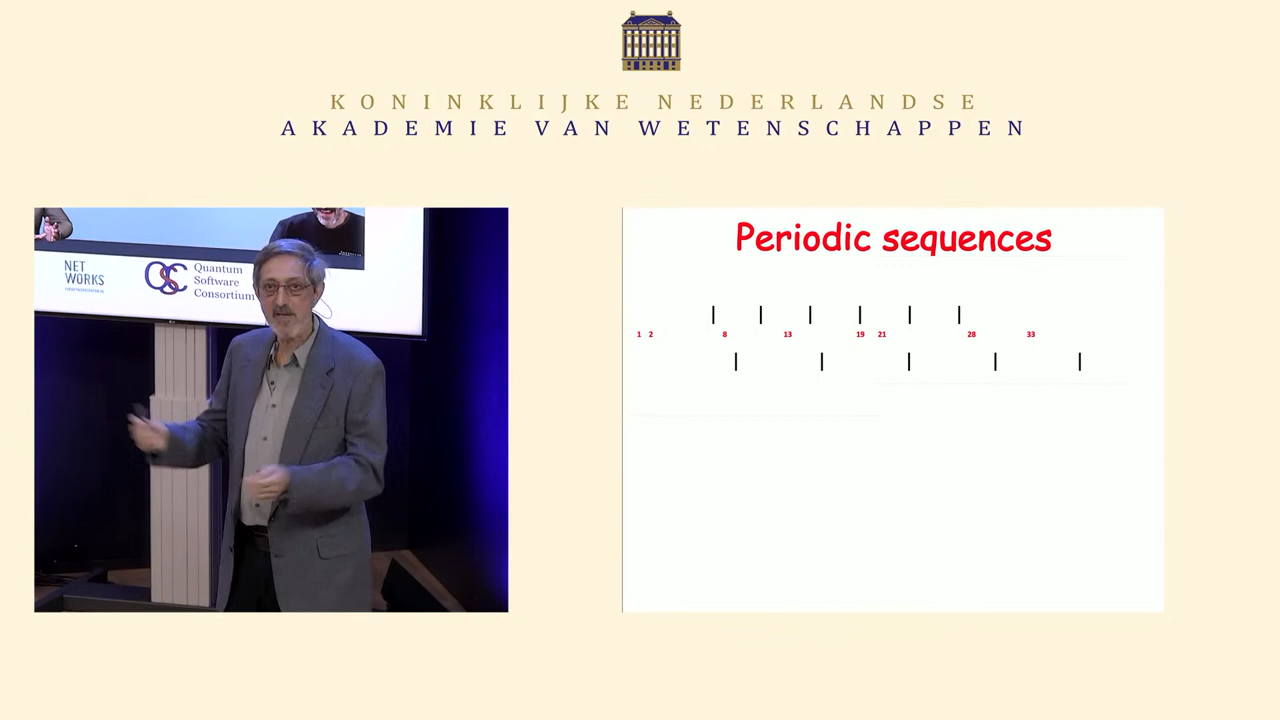 KONINKLIJKE NEDERLANDSE
AKADEMIE VAN WETENSCHAPPEN
NET
WORKS
QSC
Quantum
Software
Consortium
Periodic sequences
1 2 8 13 19 21 28 33